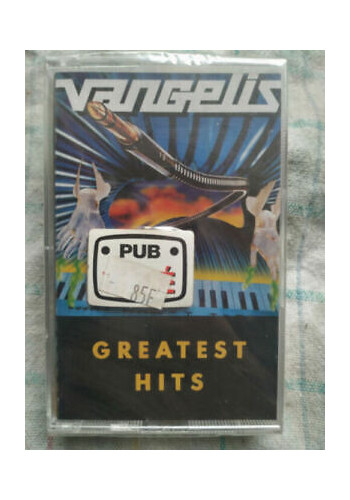 vangelis
PUB
85F
GREATEST
HITS